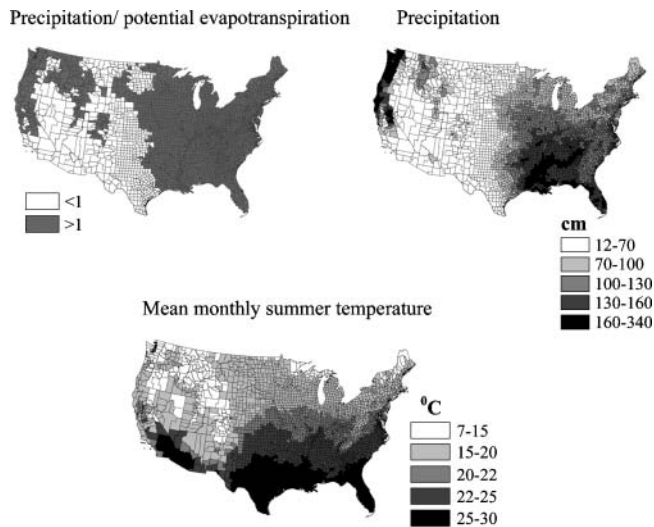 Precipitation/ potential evapotranspiration
Precipitation
<1
>1
cm
12-70
70-100
100-130
130-160
160-340
Mean monthly summer temperature
⁰C
7-15
15-20
20-22
22-25
25-30